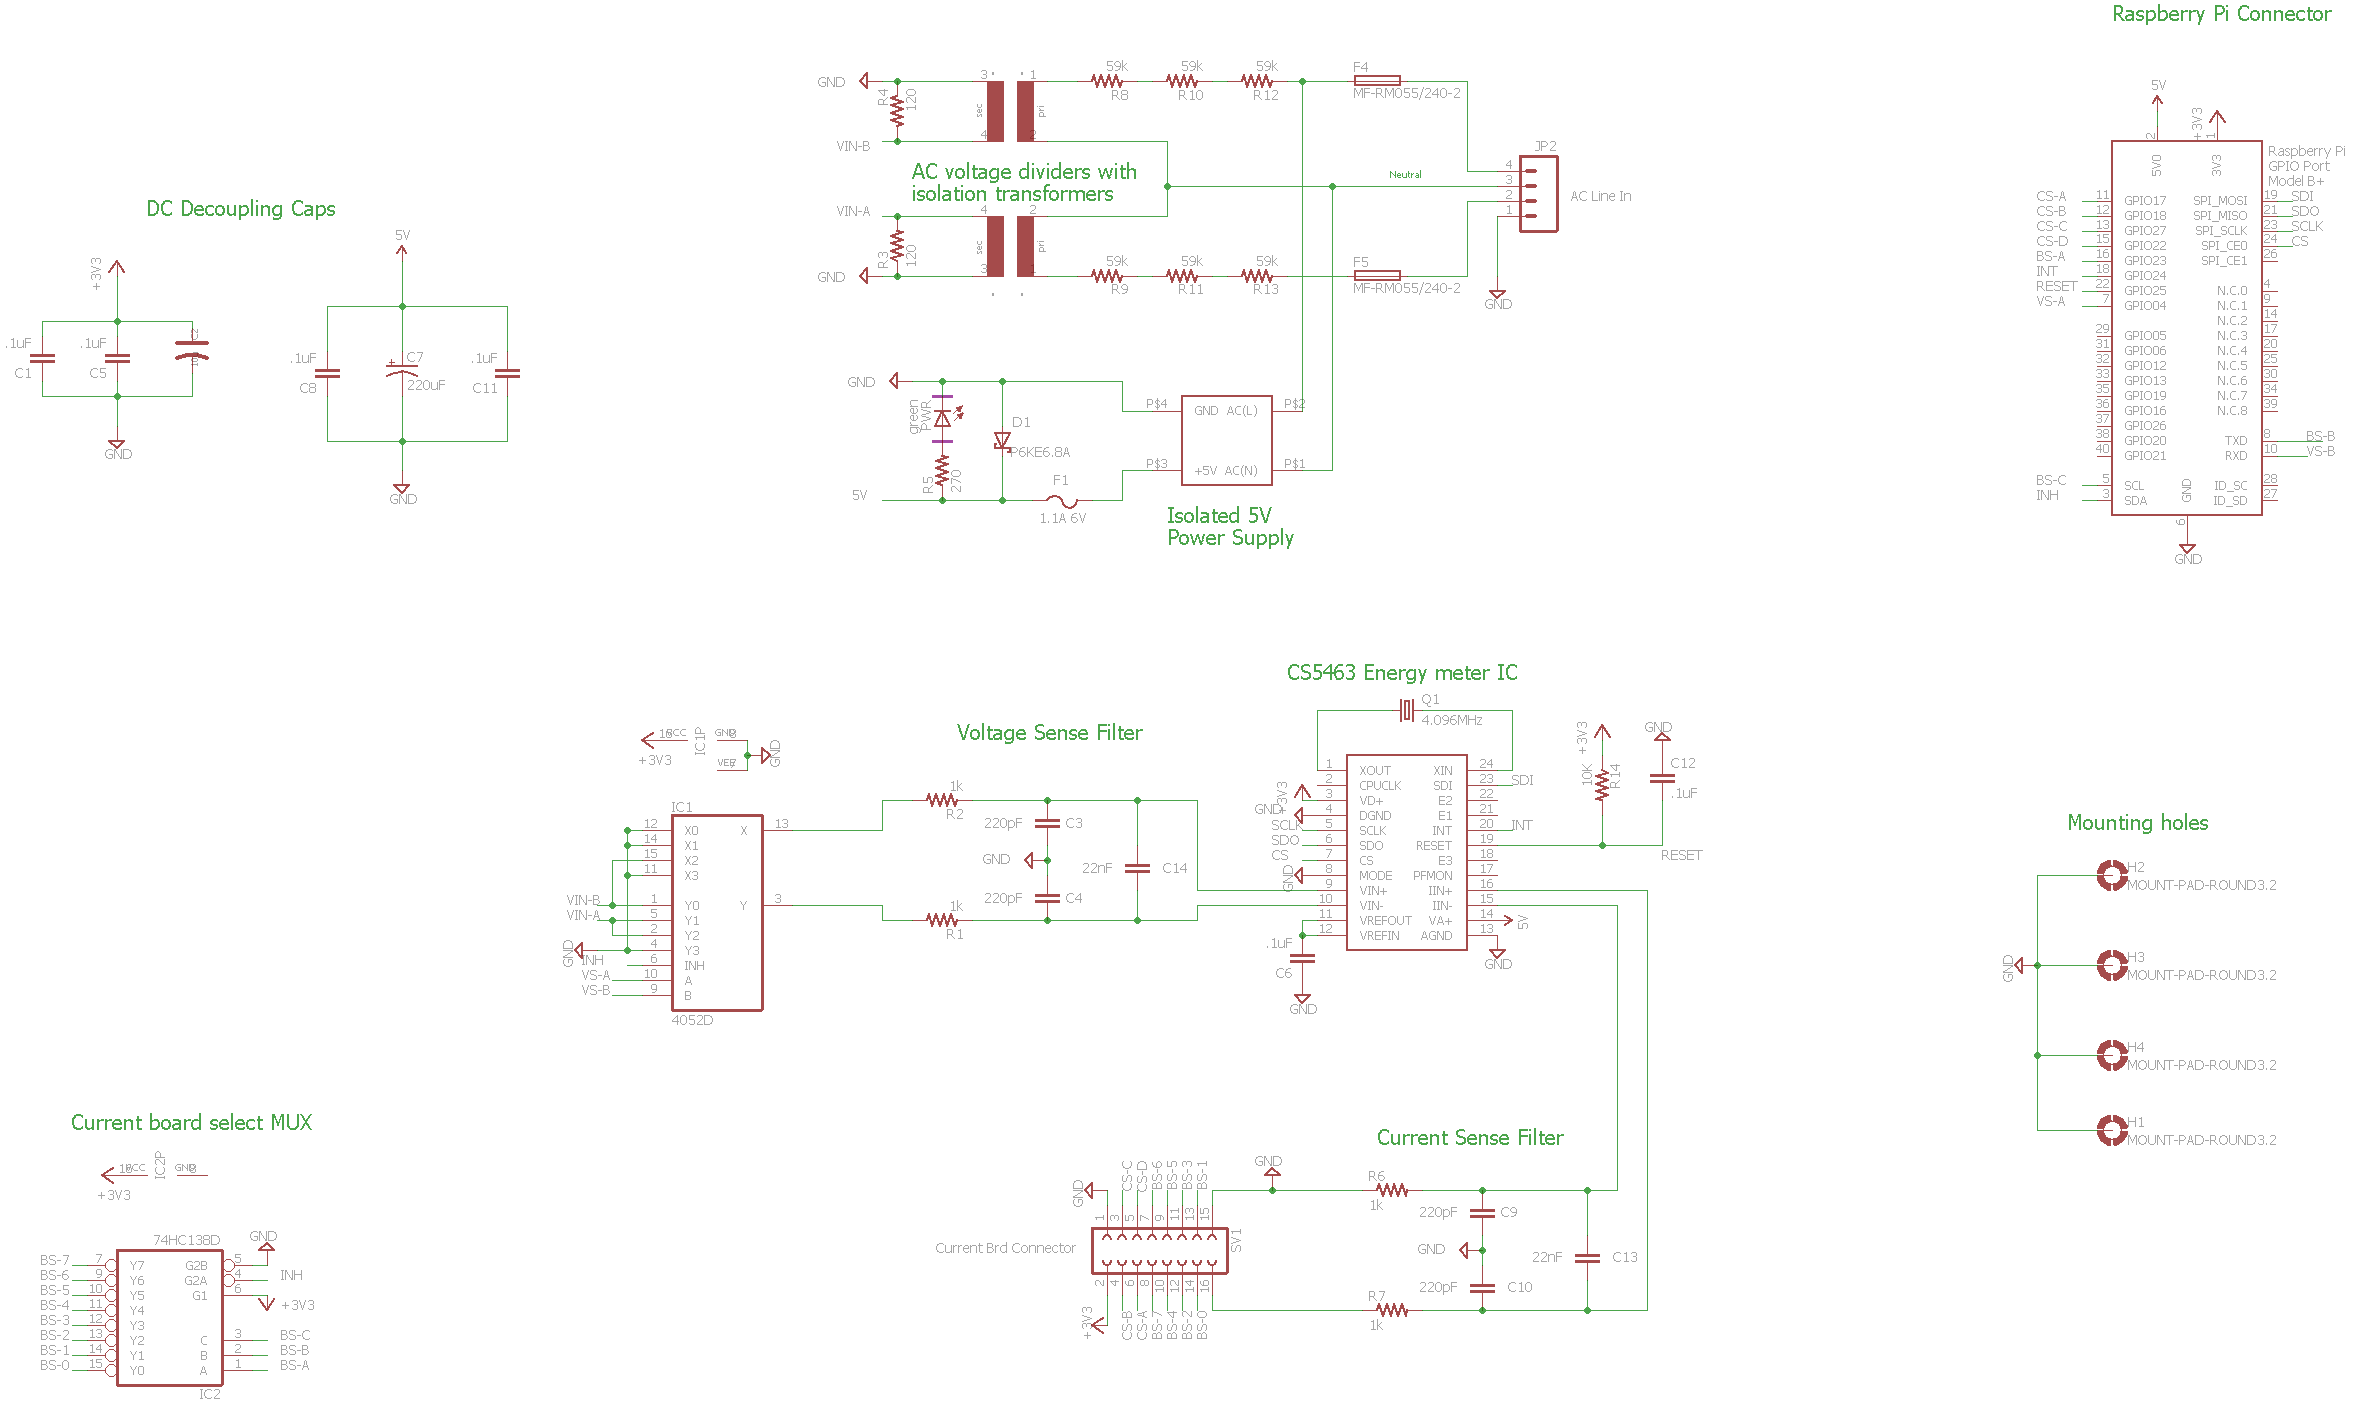 Raspberry Pi Connector
GND
3
1
59k
59k
59k
F4
R4
120
sec
pri
R8
R10
R12
MF-RM055/240-2
VIN-B
4
2
AC voltage dividers with
isolation transformers
Neutral
JP2
4
3
2
1
AC Line In
VIN-A
4
2
R3
120
sec
pri
59k
59k
59k
F5
GND
3
1
R9
R11
R13
MF-RM055/240-2
GND
DC Decoupling Caps
+3V3
.1uF
C1
.1uF
C5
C2
GND
5V
.1uF
C8
+
C7
220uF
.1uF
C11
GND
GND
green
PWR
D1
P6KE6.8A
R5
270
5V
F1
1.1A 6V
P$4
GND AC(L)
P$2
P$3
+5V AC(N)
P$1
Isolated 5V
Power Supply
5V
+3V3
2
1
5V0
3V3
Raspberry Pi
GPIO Port
Model B+
CS-A 11 GPIO17 SPI_MOSI 19 SDI
CS-B 12 GPIO18 SPI_MISO 21 SDO
CS-C 13 GPIO27 SPI_SCLK 23 SCLK
CS-D 15 GPIO22 SPI_CE0 24 CS
BS-A 16 GPIO23 SPI_CE1 26
INT 18 GPIO24
RESET 22 GPIO25 N.C.0 4
VS-A 7 GPIO04 N.C.1 9
N.C.2 14
29 GPIO05 N.C.3 17
31 GPIO06 N.C.4 20
32 GPIO12 N.C.5 25
33 GPIO13 N.C.6 30
35 GPIO19 N.C.7 34
36 GPIO16 N.C.8 39
37 GPIO26
38 GPIO20 TXD 8 BS-B
40 GPIO21 RXD 10 VS-B
BS-C 5 SCL ID_SC 28
INH 3 SDA ID_SD 27
GND
6
GND
CS5463 Energy meter IC
Q1
4.096MHz
1 XOUT XIN 24
2 CPUCLK SDI 23 SDI
+3V3 3 VD+ E2 22
GND 4 DGND E1 21
SCLK 5 SCLK INT 20 INT
SDO 6 SDO RESET 19 RESET
CS 7 CS E3 18
GND 8 MODE PFMON 17
9 VIN+ IIN+ 16
10 VIN- IIN- 15
11 VREFOUT VA+ 14 5V
12 VREFIN AGND 13
GND
.1uF
C6
GND
+3V3
10K
R14
GND
C12
.1uF
Voltage Sense Filter
1k
R2
220pF
C3
GND
22nF
C14
220pF
C4
1k
R1
VCC
IC1P
GND
8
+3V3
VEE
7
GND
IC1
12 X0 X 13
14 X1
15 X2
11 X3
VIN-B 1 Y0 Y 3
VIN-A 5 Y1
2 Y2
GND 4 Y3
INH 6 INH
VS-A 10 A
VS-B 9 B
4052D
Mounting holes
H2
MOUNT-PAD-ROUND3.2
GND
H3
MOUNT-PAD-ROUND3.2
H4
MOUNT-PAD-ROUND3.2
H1
MOUNT-PAD-ROUND3.2
Current board select MUX
VCC
IC2P
GND
8
+3V3
74HC138D
GND
BS-7 7 Y7 G2B 5
BS-6 9 Y6 G2A 4 INH
BS-5 10 Y5 G1 6
BS-4 11 Y4 +3V3
BS-3 12 Y3
BS-2 13 Y2 C 3 BS-C
BS-1 14 Y1 B 2 BS-B
BS-0 15 Y0 A 1 BS-A
IC2
Current Sense Filter
GND
CS-C
CS-D
BS-6
BS-5
BS-3
BS-1
GND
1 3 5 7 9 11 13 15
Current Brd Connector
SV1
2 4 6 8 10 12 14 16
+3V3
CS-B
CS-A
BS-7
BS-4
BS-2
BS-0
R6
1k
220pF
C9
GND
22nF
C13
220pF
C10
R7
1k